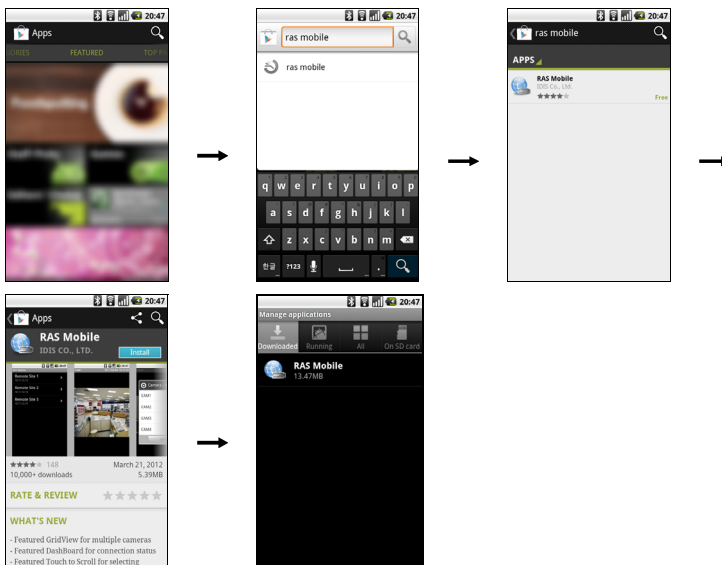 20:47
Apps
ORIES FEATURED TOP PA
20:47
ras mobile
ras mobile
q w e r t y u i o p
a s d f g h j k l
z x c v b n m
한글 ?123 .
20:47
ras mobile
APPS
RAS Mobile
IDIS Co., Ltd.
Free
20:47
Apps
RAS Mobile
IDIS CO., LTD.
Install
Remote Site 1
Remote Site 2
Remote Site 3
CAM1
CAM2
CAM3
CAM4
148 March 21, 2012
10,000+ downloads 5.39MB
RATE & REVIEW
WHAT'S NEW
- Featured GridView for multiple cameras
- Featured DashBoard for connection status
- Featured Touch to Scroll for selecting
20:47
Manage applications
Downloaded Running All On SD card
RAS Mobile
13.47MB